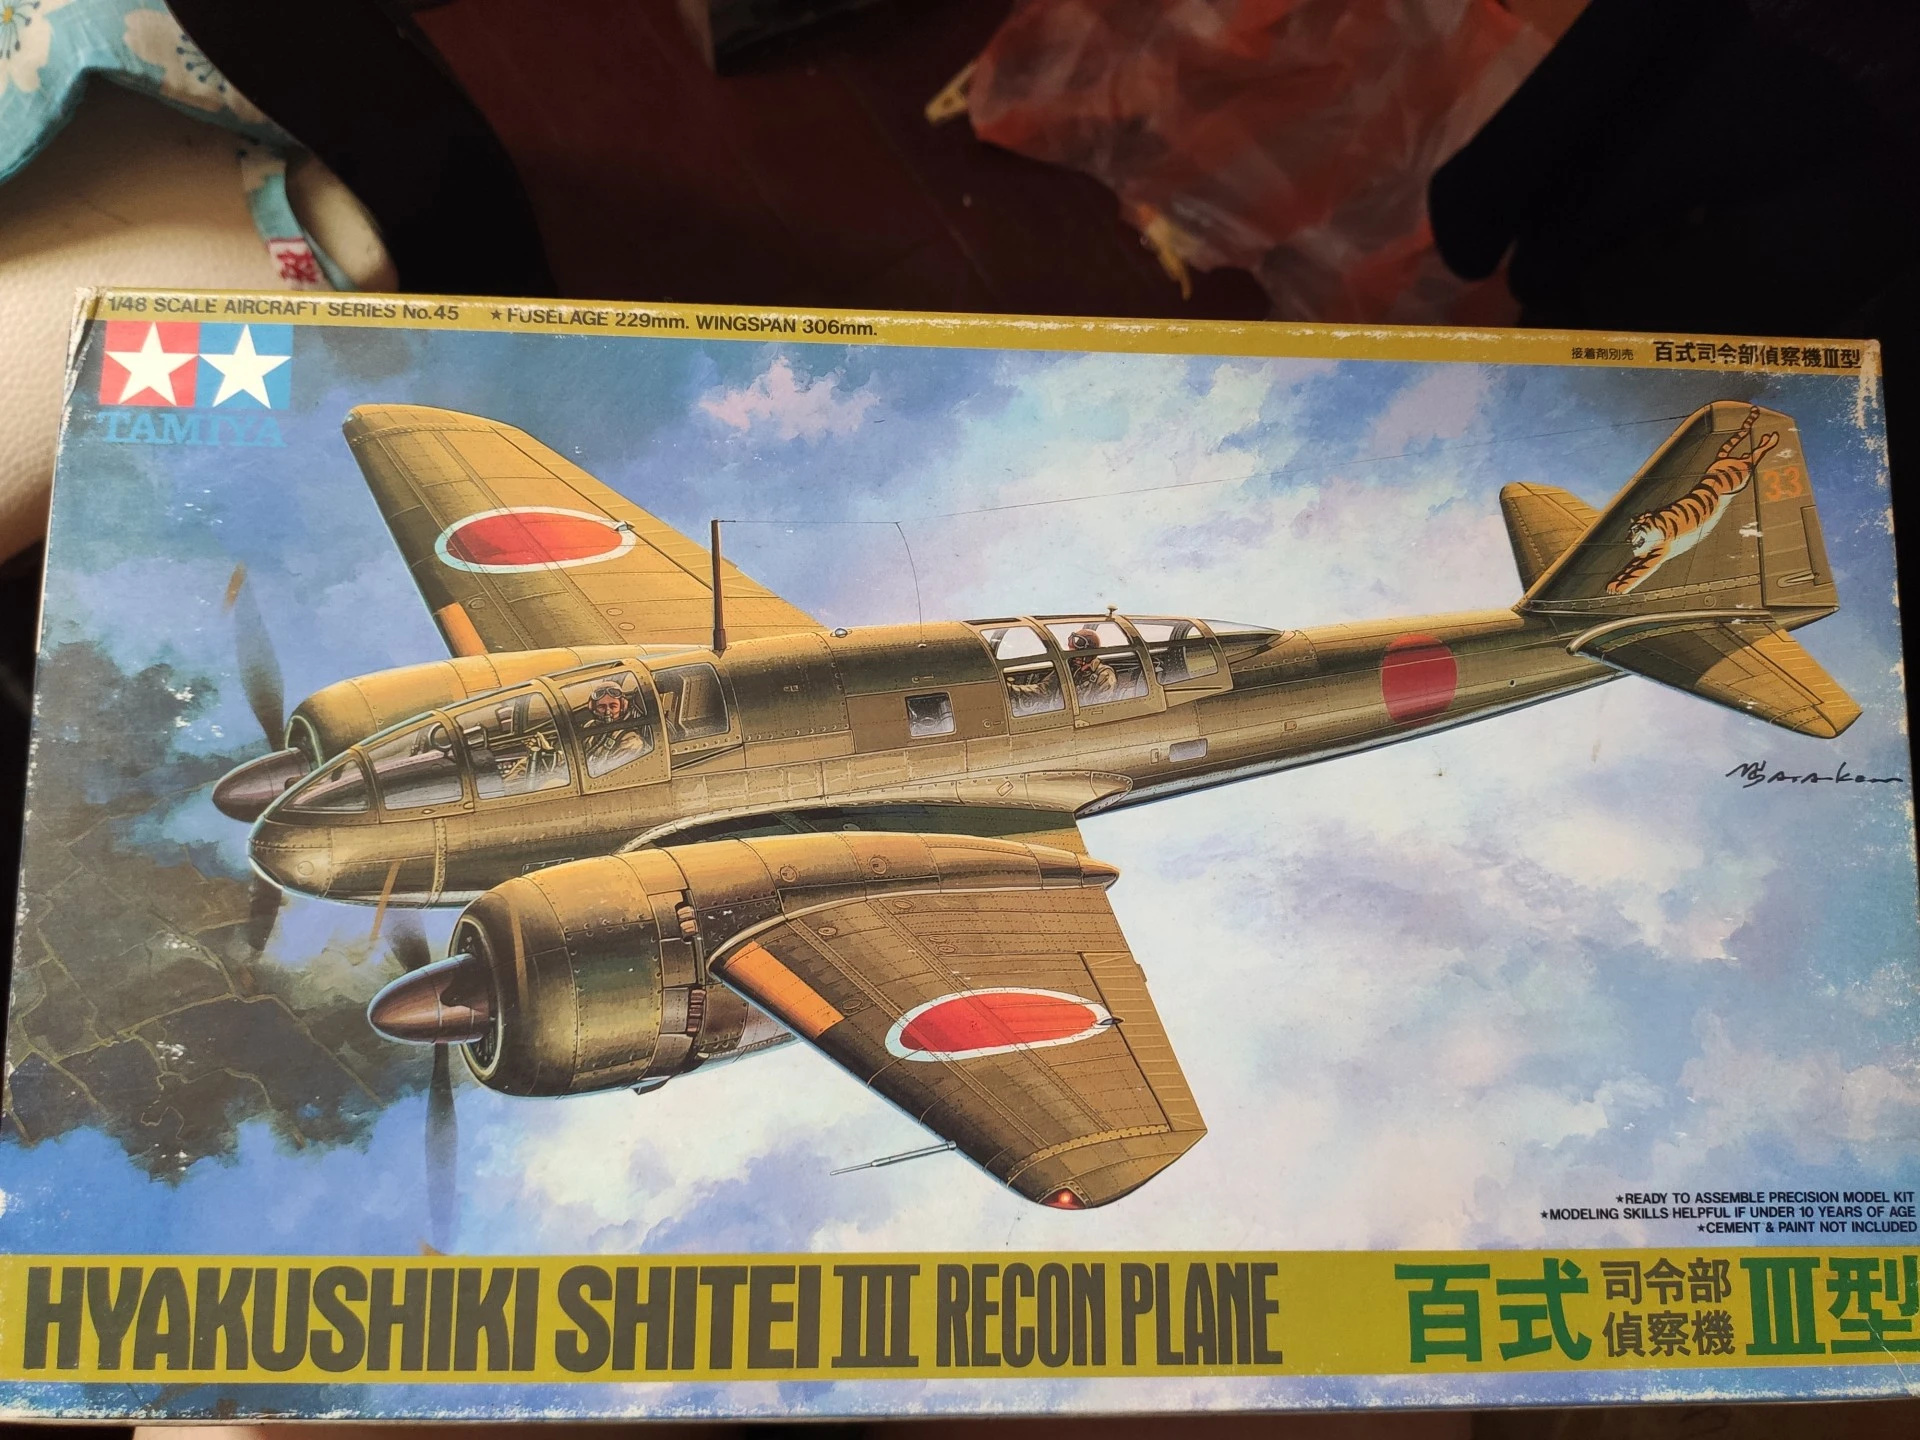 1/48 SCALE AIRCRAFT SERIES No.45 ★FUSELAGE 229mm. WINGSPAN 306mm.
接着剤別売 百式司令部偵察機III型
TAMIYA
33
★READY TO ASSEMBLE PRECISION MODEL KIT
★MODELING SKILLS HELPFUL IF UNDER 10 YEARS OF AGE
★CEMENT & PAINT NOT INCLUDED
HYAKUSHIKI SHITEI III RECON PLANE
百式司令部偵察機III型